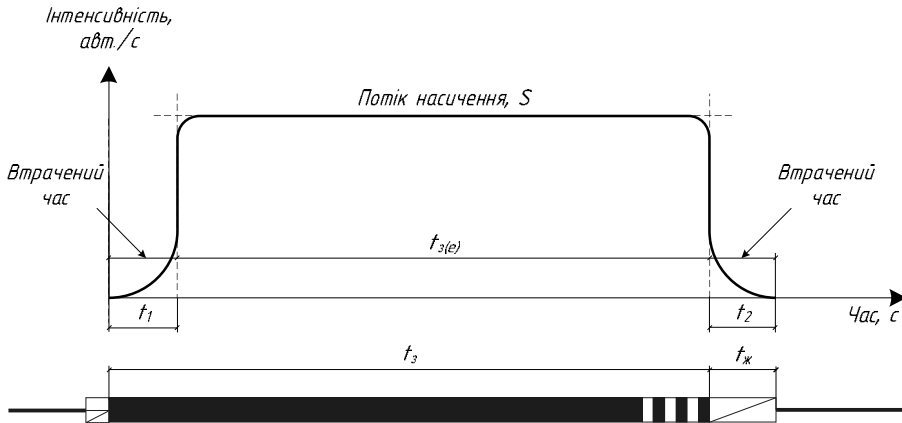 Інтенсивність,
авт./с
Потік насичення, S
Втрачений
час
Втрачений
час
tз(е)
t1
t2
Час, с
tз
tж